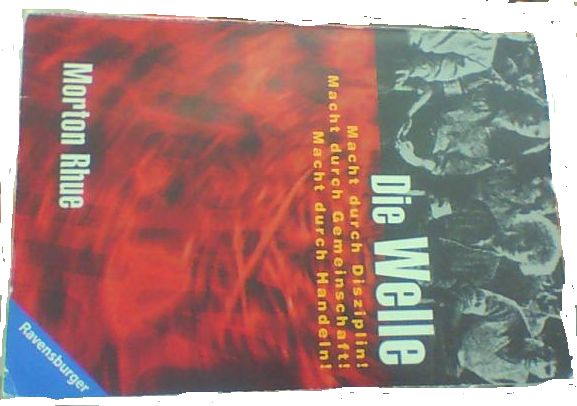 Die Welle
Macht durch Disziplin!
Macht durch Gemeinschaft!
Macht durch Handeln!
Morton Rhue
Ravensburger